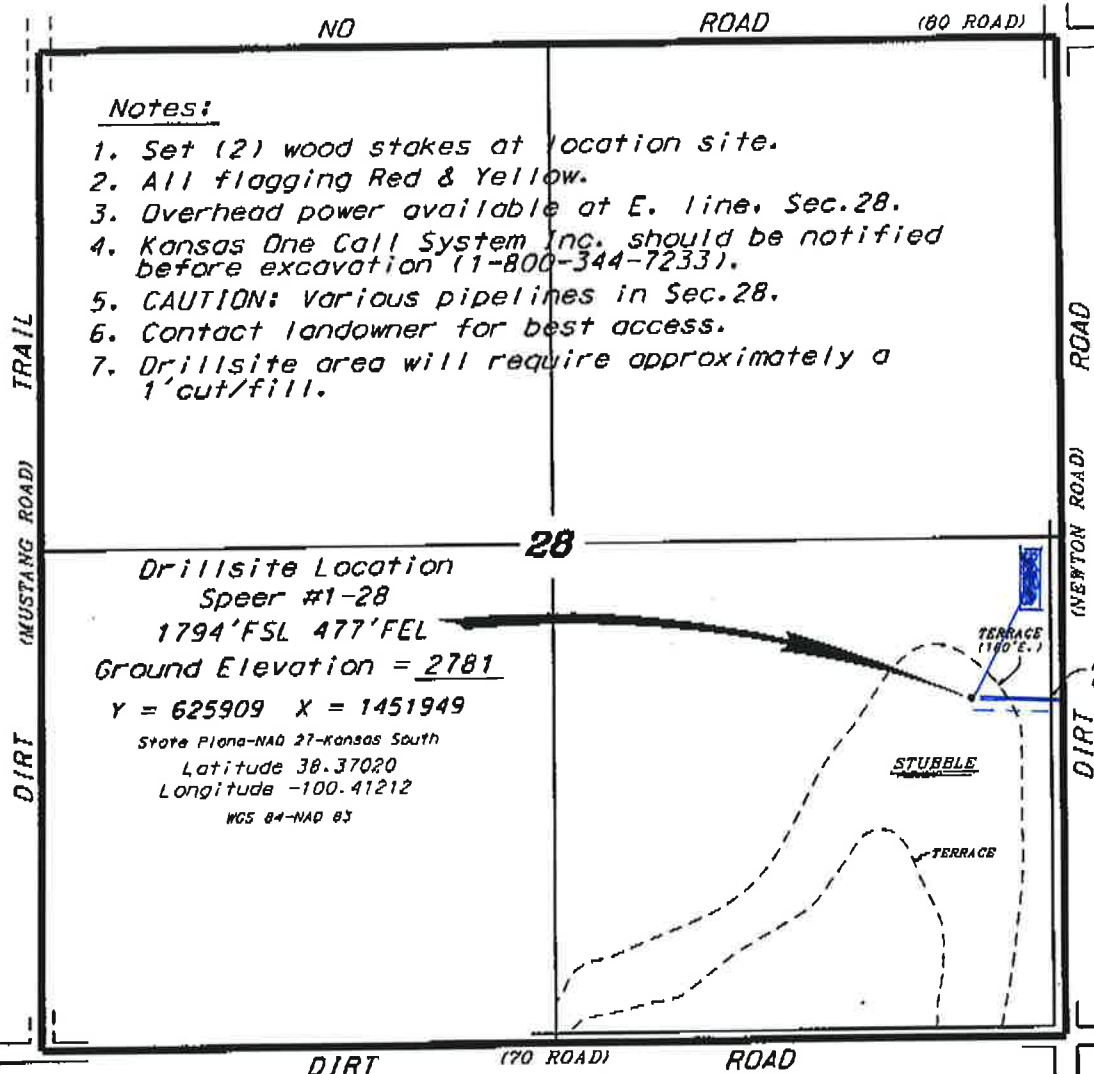 NO ROAD (80 ROAD)
Notes:
1. Set (2) wood stakes at location site.
2. All flagging Red & Yellow.
3. Overhead power available at E. line, Sec.28.
4. Kansas One Call System Inc. should be notified
before excavation (1-800-344-7233).
5. CAUTION: Various pipelines in Sec.28.
6. Contact landowner for best access.
7. Drillsite area will require approximately a
1'cut/fill.
DIRT (MUSTANG ROAD) TRAIL
DIRT (NEWTON ROAD) ROAD
28
Drillsite Location
Speer #1-28
1794'FSL 477'FEL
Ground Elevation = 2781
Y = 625909 X = 1451949
State Plane-NAD 27-Kansas South
Latitude 38.37020
Longitude -100.41212
WGS 84-NAD 83
TERRACE
(160'E.)
STUBBLE
TERRACE
DIRT (70 ROAD) ROAD